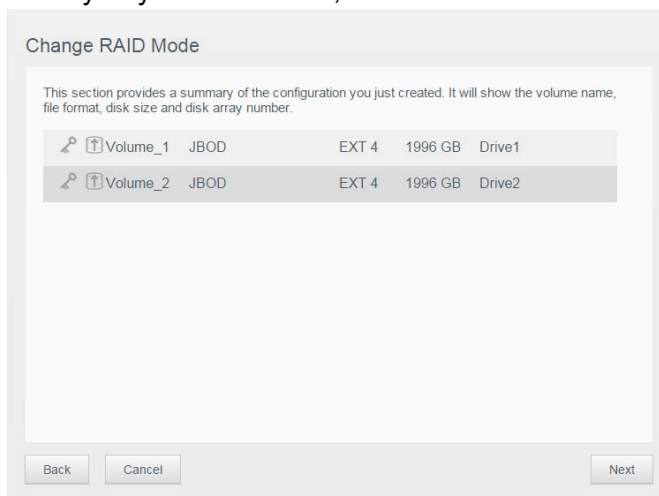 Change RAID Mode
This section provides a summary of the configuration you just created. It will show the volume name,
file format, disk size and disk array number.
Volume_1 JBOD EXT 4 1996 GB Drive1
Volume_2 JBOD EXT 4 1996 GB Drive2
Back Cancel Next